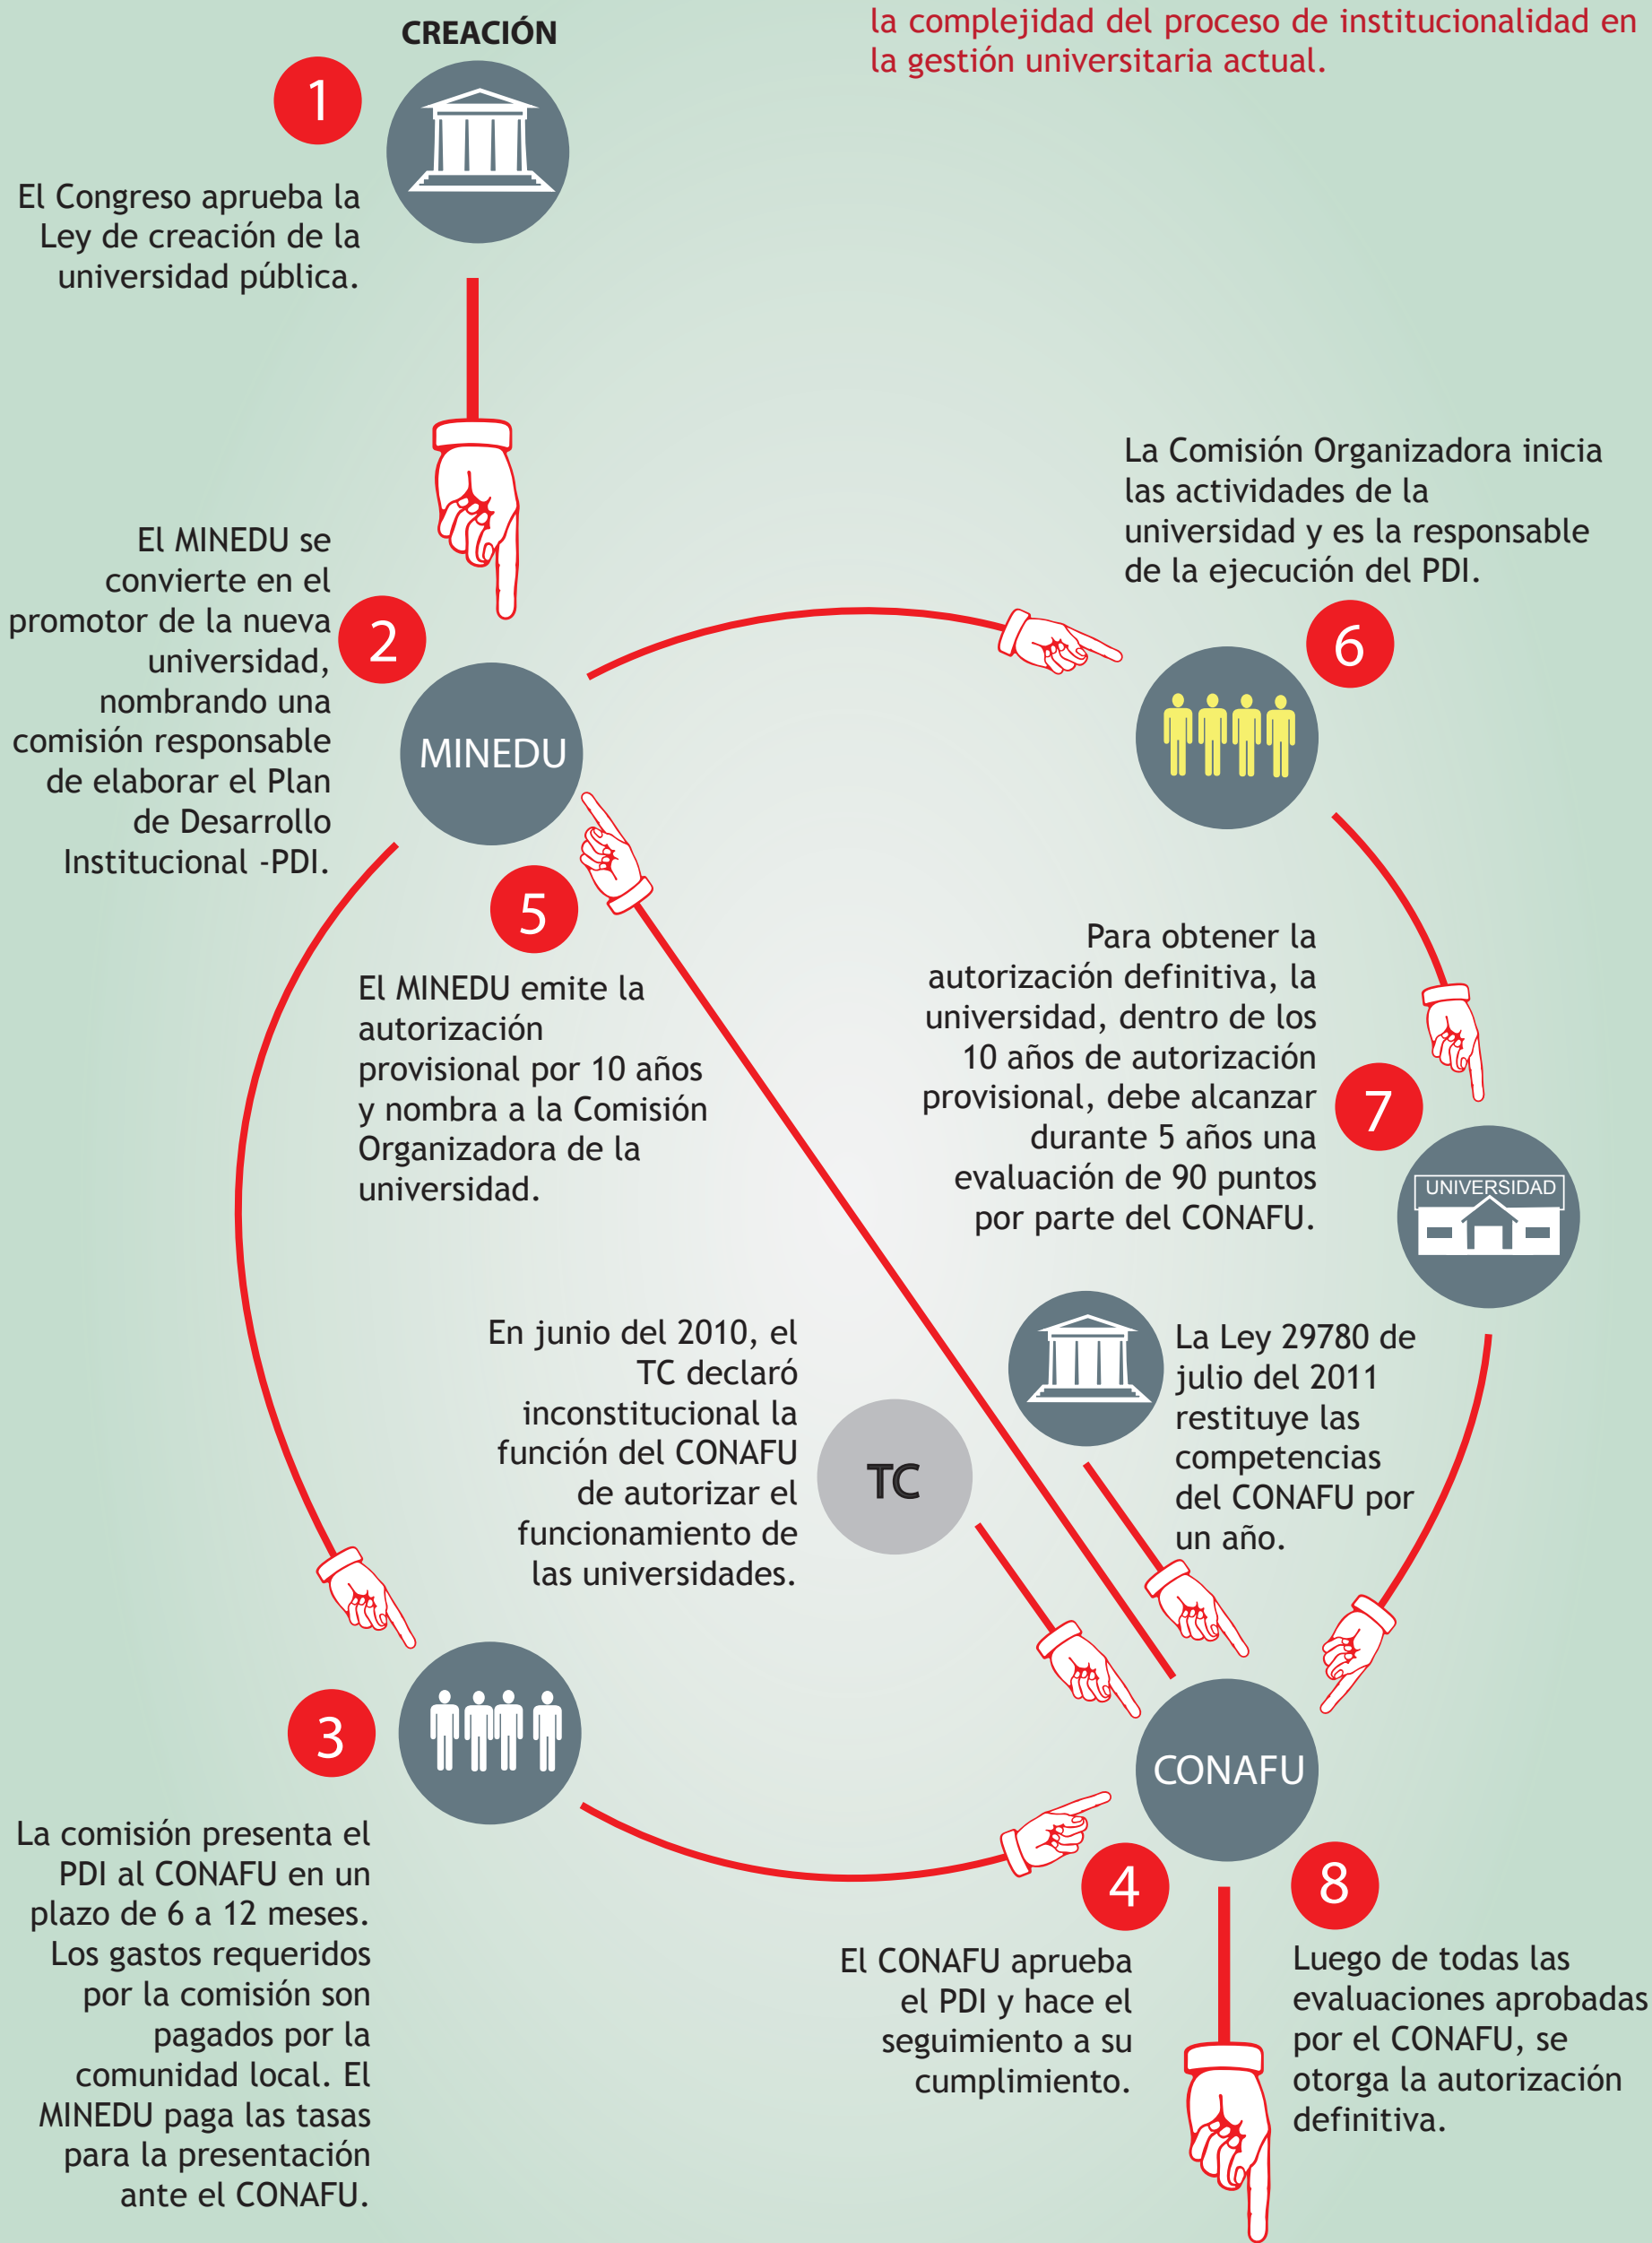 la complejidad del proceso de institucionalidad en
la gestión universitaria actual.
CREACIÓN
1
El Congreso aprueba la
Ley de creación de la
universidad pública.
El MINEDU se
convierte en el
promotor de la nueva
universidad,
nombrando una
comisión responsable
de elaborar el Plan
de Desarrollo
Institucional -PDI.
2
MINEDU
La comisión presenta el
PDI al CONAFU en un
plazo de 6 a 12 meses.
Los gastos requeridos
por la comisión son
pagados por la
comunidad local. El
MINEDU paga las tasas
para la presentación
ante el CONAFU.
3
4
El CONAFU aprueba
el PDI y hace el
seguimiento a su
cumplimiento.
CONAFU
5
El MINEDU emite la
autorización
provisional por 10 años
y nombra a la Comisión
Organizadora de la
universidad.
La Comisión Organizadora inicia
las actividades de la
universidad y es la responsable
de la ejecución del PDI.
6
Para obtener la
autorización definitiva, la
universidad, dentro de los
10 años de autorización
provisional, debe alcanzar
durante 5 años una
evaluación de 90 puntos
por parte del CONAFU.
7
UNIVERSIDAD
En junio del 2010, el
TC declaró
inconstitucional la
función del CONAFU
de autorizar el
funcionamiento de
las universidades.
TC
La Ley 29780 de
julio del 2011
restituye las
competencias
del CONAFU por
un año.
8
Luego de todas las
evaluaciones aprobadas
por el CONAFU, se
otorga la autorización
definitiva.